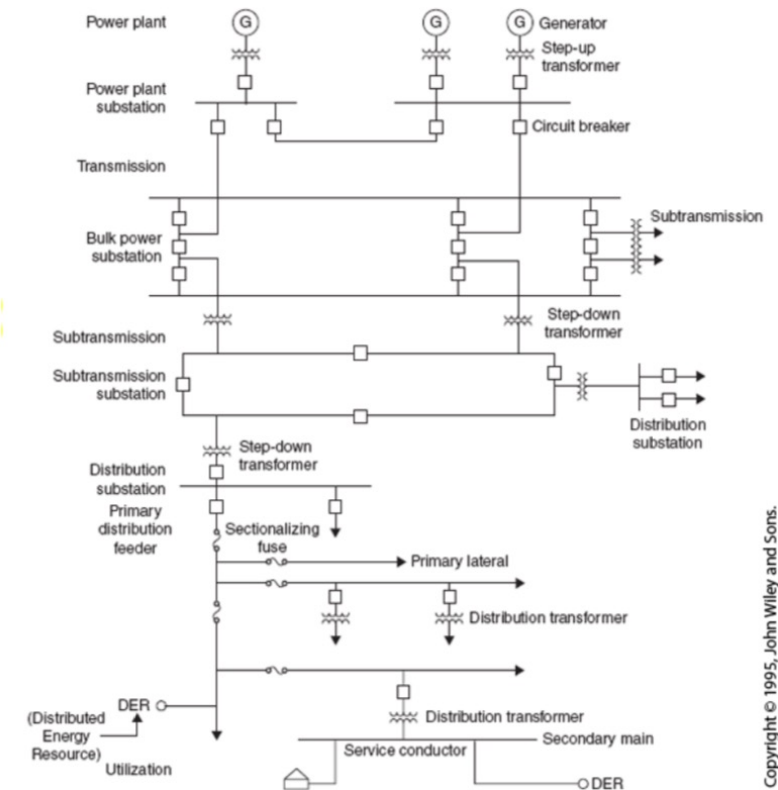 Power plant
G
G
G
Generator
Step-up
transformer
Power plant
substation
Circuit breaker
Transmission
Subtransmission
Bulk power
substation
Step-down
transformer
Subtransmission
Subtransmission
substation
Distribution
substation
Step-down
transformer
Distribution
substation
Primary
distribution
feeder
Sectionalizing
fuse
Primary lateral
Distribution transformer
DER
(Distributed
Energy
Resource)
Utilization
Distribution transformer
Secondary main
Service conductor
DER
Copyright © 1995, John Wiley and Sons.